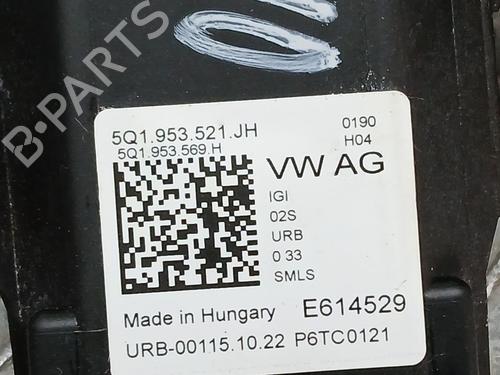 B-PARTS
5Q1.953.521.JH 0190
5Q1.953.569.H H04
VW AG
IGI
02S
URB
0 33
SMLS
Made in Hungary E614529
URB-00115.10.22 P6TC0121